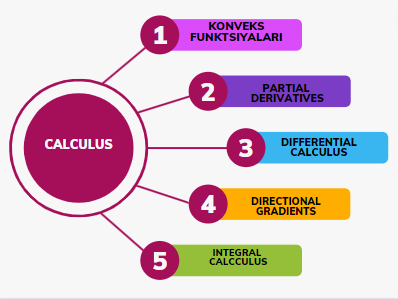 CALCULUS
1
KONVEKS
FUNKTSIYALARI
2
PARTIAL
DERIVATIVES
3
DIFFERENTIAL
CALCULUS
4
DIRECTIONAL
GRADIENTS
5
INTEGRAL
CALCCULUS